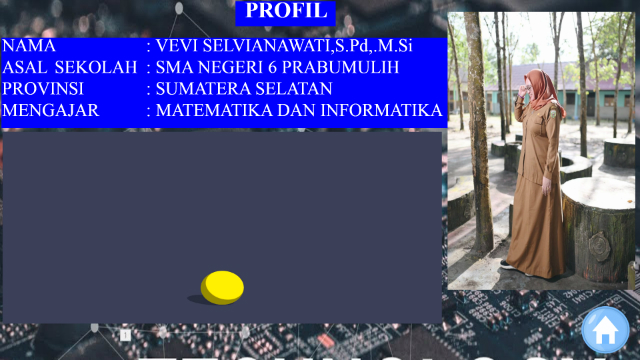 PROFIL
NAMA : VEVI SELVIANAWATI,S.Pd,.M.Si
ASAL SEKOLAH : SMA NEGERI 6 PRABUMULIH
PROVINSI : SUMATERA SELATAN
MENGAJAR : MATEMATIKA DAN INFORMATIKA